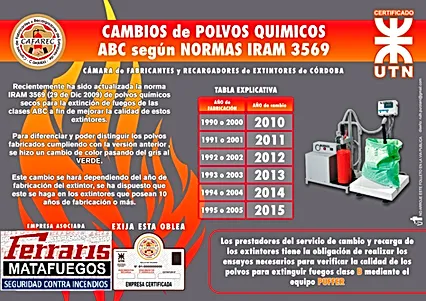 CAFAREC
CAMBIOS de POLVOS QUIMICOS
ABC según NORMAS IRAM 3569
CERTIFICADO
UTN
CÁMARA de FABRICANTES y RECARGADORES de EXTINTORES de CÓRDOBA
Recientemente ha sido actualizada la norma
IRAM 3569 (29 de Dic 2009) de polvos químicos
secos para la extinción de fuegos de las
clases ABC a fin de mejorar la calidad de estos
extintores.
Para diferenciar y poder distinguir los polvos
fabricados cumpliendo con la versión anterior,
se hizo un cambio de color pasando del gris al
VERDE.
Este cambio se hará dependiendo del año de
fabricación del extintor, se ha dispuesto que
este se haga en los extintores que posean 10
años de fabricación o más.
TABLA EXPLICATIVA
AÑO de FABRICACIÓN
AÑO de cambio
1990 a 2000 2010
1991 a 2001 2011
1992 a 2002 2012
1993 a 2003 2013
1994 a 2004 2014
1995 a 2005 2015
EMPRESA ASOCIADA
EXIJA ESTA OBLEA
Ferraris
MATAFUEGOS
SEGURIDAD CONTRA INCENDIOS
EMPRESA CERTIFICADA
Los prestadores del servicio de cambio y recarga de
los extintores tienen la obligación de realizar los
ensayos necesarios para verificar la calidad de los
polvos para extinguir fuegos clase B mediante el
equipo PUFFER